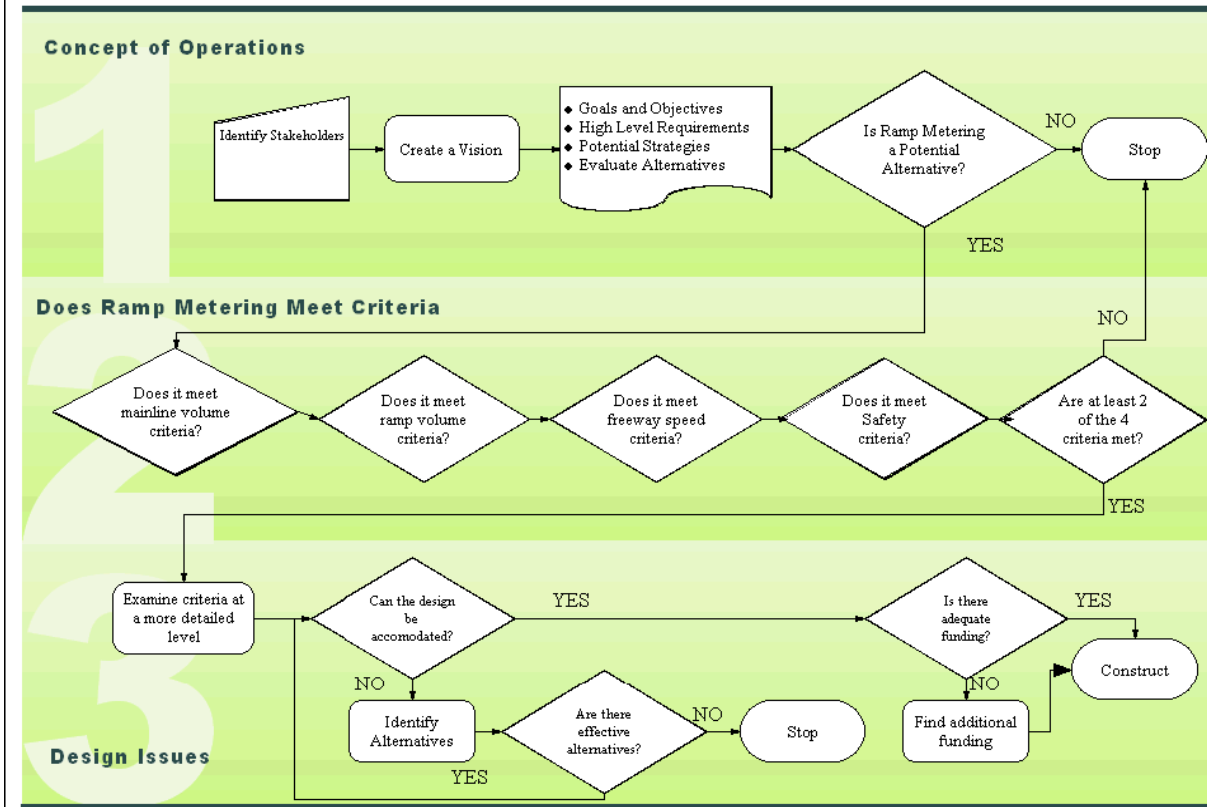 Concept of Operations
1
Identify Stakeholders
Create a Vision
◆ Goals and Objectives
◆ High Level Requirements
◆ Potential Strategies
◆ Evaluate Alternatives
Is Ramp Metering
a Potential
Alternative?
NO
Stop
YES
Does Ramp Metering Meet Criteria
2
NO
Does it meet
mainline volume
criteria?
Does it meet
ramp volume
criteria?
Does it meet
freeway speed
criteria?
Does it meet
Safety
criteria?
Are at least 2
of the 4
criteria met?
YES
3
Examine criteria at
a more detailed
level
Can the design
be
accomodated?
YES
Is there
adequate
funding?
YES
Construct
NO
Identify
Alternatives
Are there
effective
alternatives?
NO
Stop
NO
Find additional
funding
YES
Design Issues